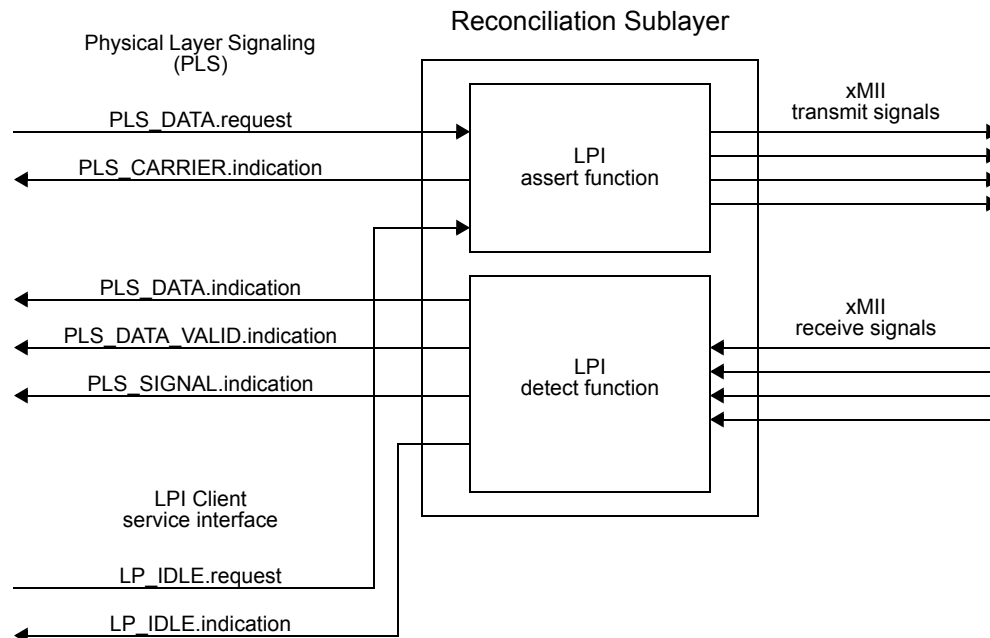 Reconciliation Sublayer
Physical Layer Signaling
(PLS)
xMII
transmit signals
PLS_DATA.request
LPI
assert function
PLS_CARRIER.indication
PLS_DATA.indication
xMII
receive signals
PLS_DATA_VALID.indication
LPI
detect function
PLS_SIGNAL.indication
LPI Client
service interface
LP_IDLE.request
LP_IDLE.indication